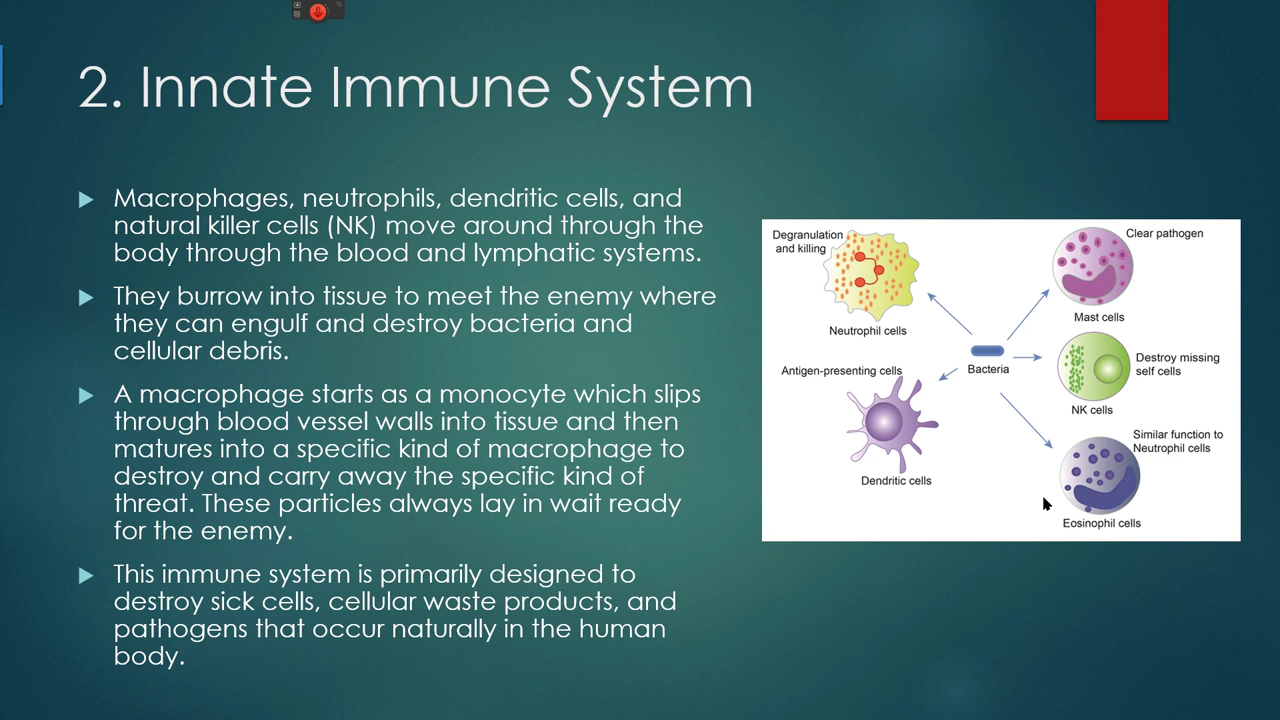 2. Innate Immune System
Macrophages, neutrophils, dendritic cells, and
natural killer cells (NK) move around through the
body through the blood and lymphatic systems.
They burrow into tissue to meet the enemy where
they can engulf and destroy bacteria and
cellular debris.
A macrophage starts as a monocyte which slips
through blood vessel walls into tissue and then
matures into a specific kind of macrophage to
destroy and carry away the specific kind of
threat. These particles always lay in wait ready
for the enemy.
This immune system is primarily designed to
destroy sick cells, cellular waste products, and
pathogens that occur naturally in the human
body.
Degranulation
and killing
Neutrophil cells
Clear pathogen
Mast cells
Bacteria
Destroy missing
self cells
NK cells
Antigen-presenting cells
Dendritic cells
Similar function to
Neutrophil cells
Eosinophil cells